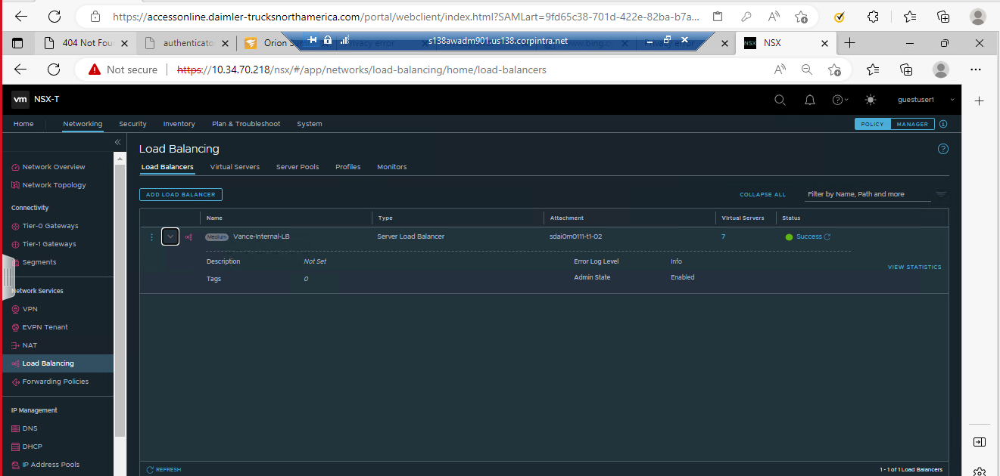 https://accessonline.daimler-trucksnorthamerica.com/portal/webclient/index.html?SAMLart=9fd65c38-701d-422e-82ba-b7a...
404 Not Fou
authenticato
Orion Su
s138awadm901.us138.corpintra.net
NSX
NSX
Not secure
https://10.34.70.218/nsx/#/app/networks/load-balancing/home/load-balancers
vm NSX-T
guestuser1
Home Networking Security Inventory Plan & Troubleshoot System
POLICY MANAGER
Load Balancing
Load Balancers Virtual Servers Server Pools Profiles Monitors
Network Overview
Network Topology
Connectivity
Tier-0 Gateways
Tier-1 Gateways
Segments
Network Services
VPN
EVPN Tenant
NAT
Load Balancing
Forwarding Policies
IP Management
DNS
DHCP
IP Address Pools
ADD LOAD BALANCER
COLLAPSE ALL
Filter by Name, Path and more
Name Type Attachment Virtual Servers Status
Medium Vance-Internal-LB Server Load Balancer sdai0m0111-t1-02 7 Success
Description Not Set Error Log Level Info
VIEW STATISTICS
Tags 0 Admin State Enabled
REFRESH
1 - 1 of 1 Load Balancers